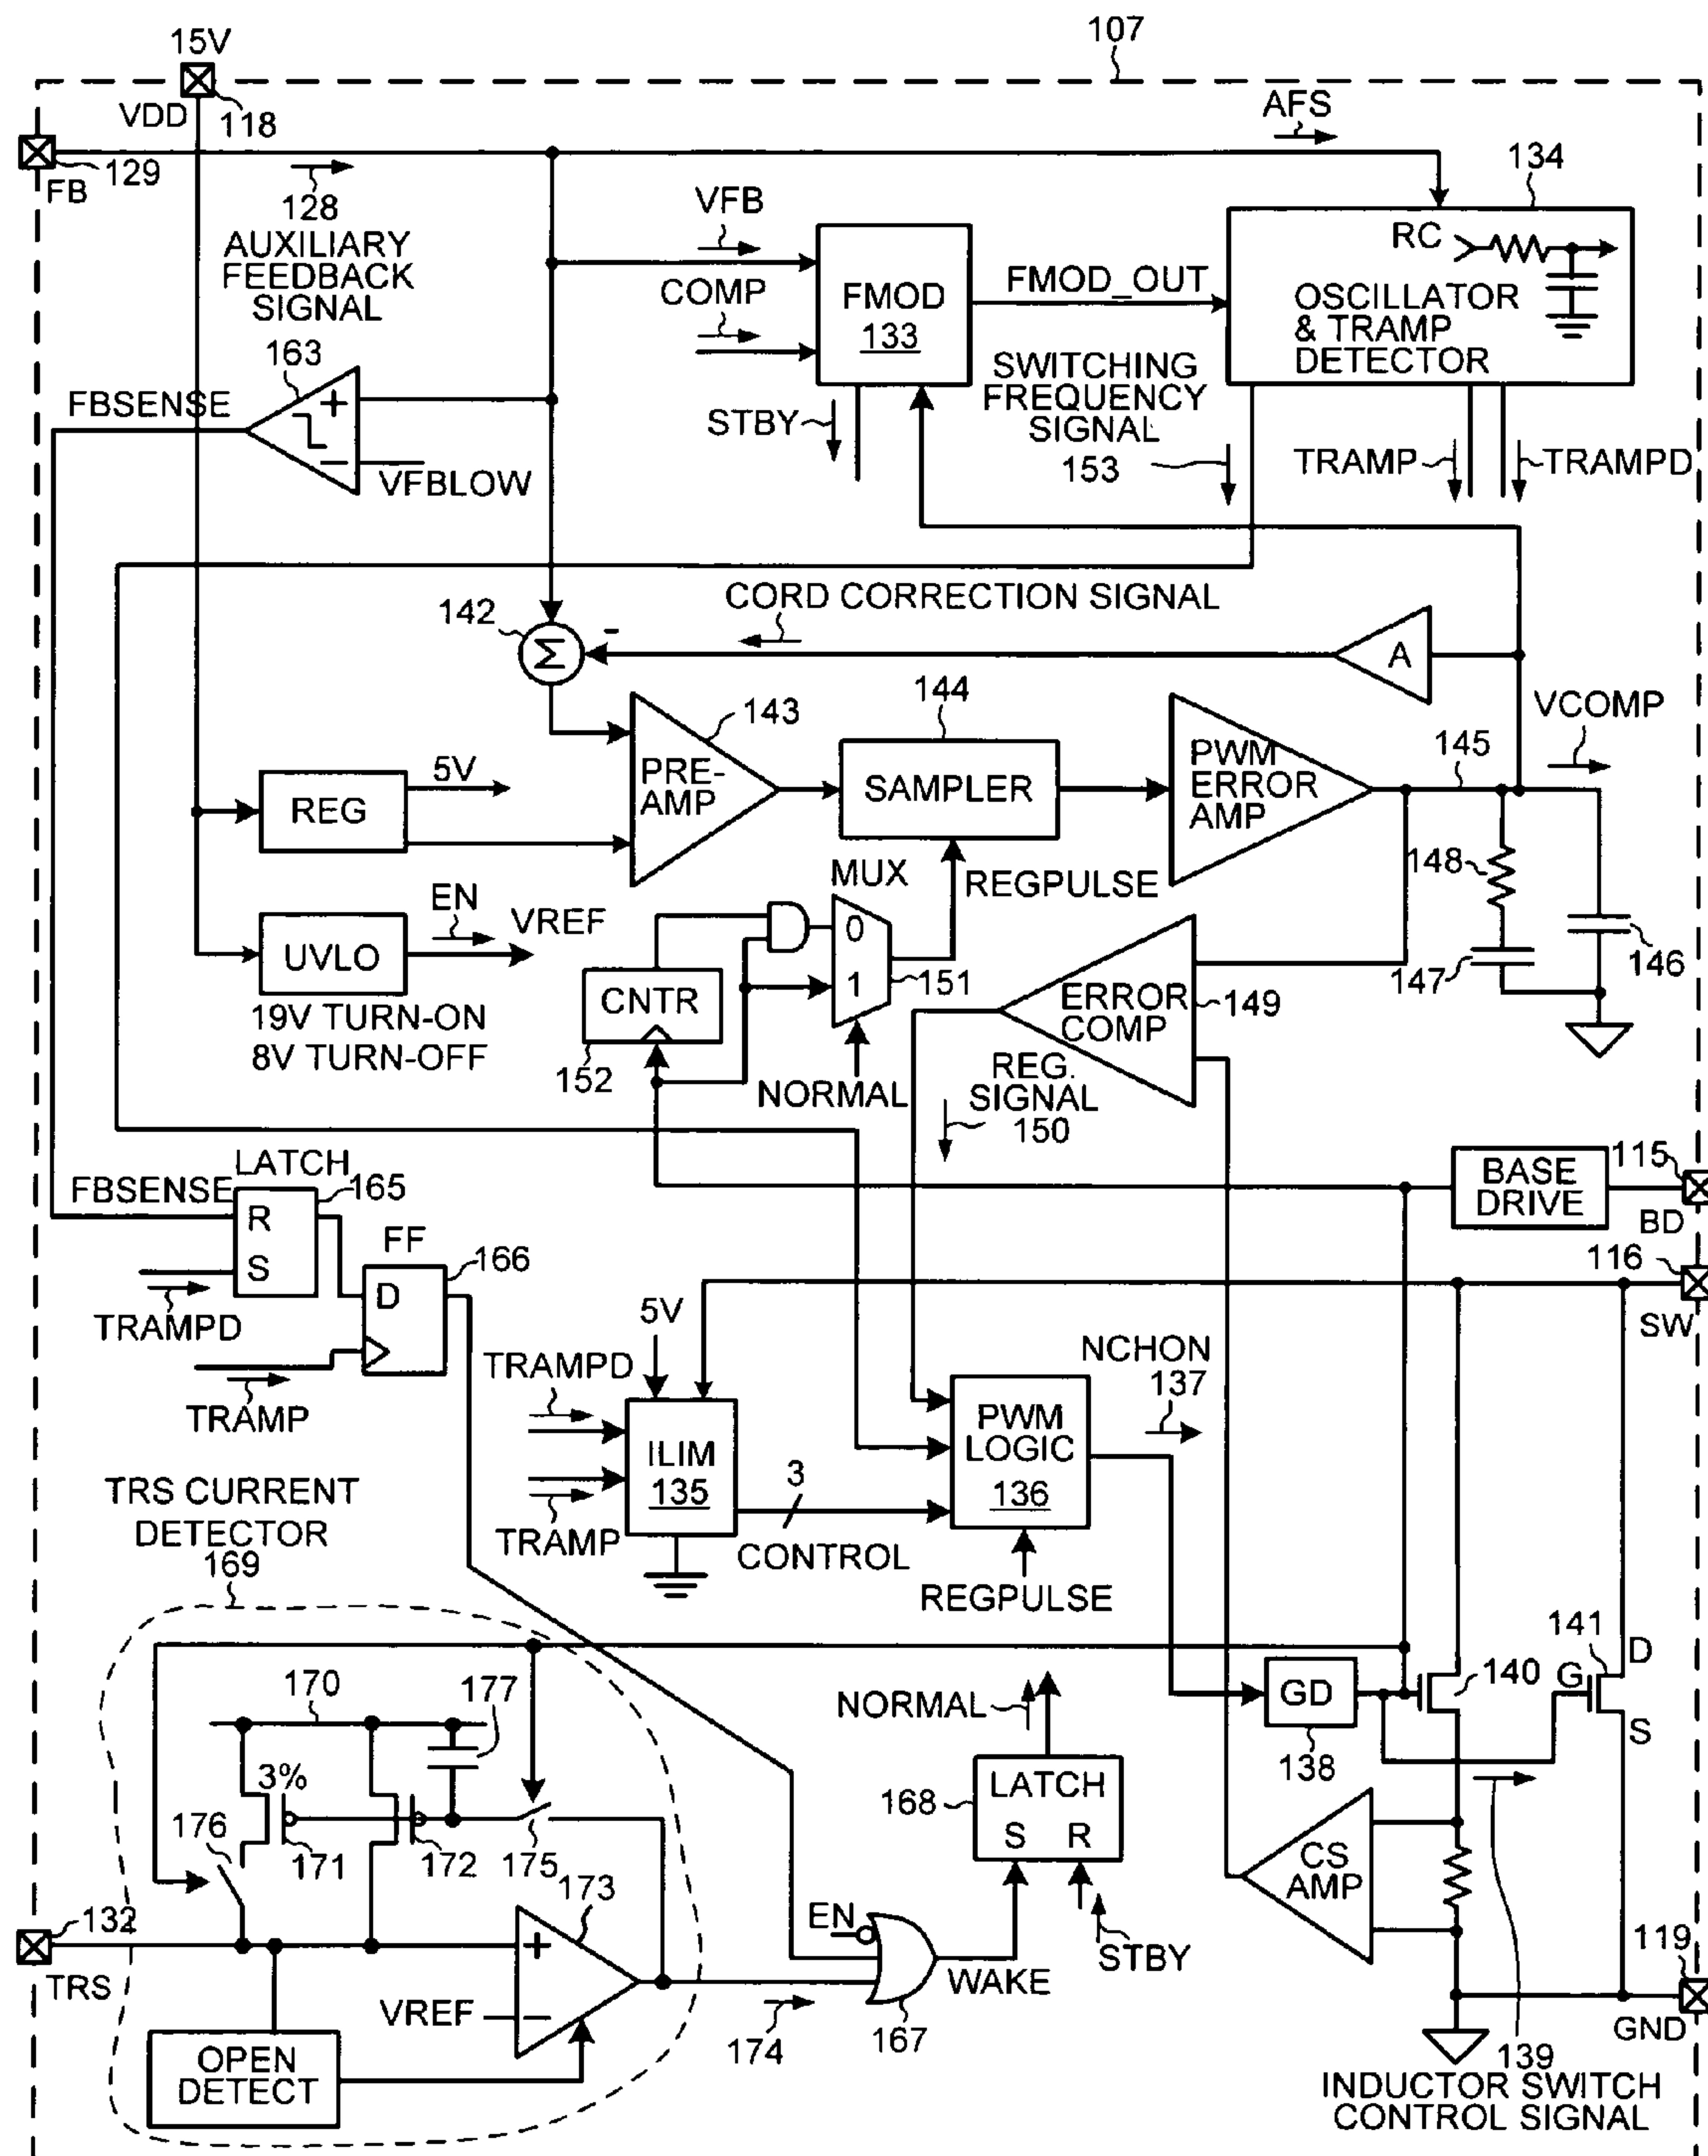 107
15V
VDD
118
129
FB
128
AUXILIARY
FEEDBACK
SIGNAL
AFS
134
VFB
COMP
FMOD
133
FMOD_OUT
RC
OSCILLATOR
& TRAMP
DETECTOR
163
FBSENSE
+
−
VFBLOW
STBY
SWITCHING
FREQUENCY
SIGNAL
153
TRAMP
TRAMPD
CORD CORRECTION SIGNAL
142
Σ
-
A
143
144
145
VCOMP
PRE-
AMP
SAMPLER
PWM
ERROR
AMP
REG
5V
148
147
146
MUX
REGPULSE
EN
VREF
UVLO
19V TURN-ON
8V TURN-OFF
0
1
151
CNTR
152
NORMAL
ERROR
COMP
149
REG.
SIGNAL
150
LATCH
165
FBSENSE
R
S
TRAMPD
FF
166
D
TRAMP
BASE
DRIVE
115
BD
116
SW
5V
TRAMPD
TRAMP
ILIM
135
3
CONTROL
PWM
LOGIC
136
REGPULSE
NCHON
137
TRS CURRENT
DETECTOR
169
170
177
3%
171
172
175
176
173
+
−
VREF
132
TRS
OPEN
DETECT
174
EN
167
WAKE
NORMAL
168
LATCH
S R
STBY
GD
138
140
141
G
D
S
CS
AMP
139
INDUCTOR SWITCH
CONTROL SIGNAL
119
GND